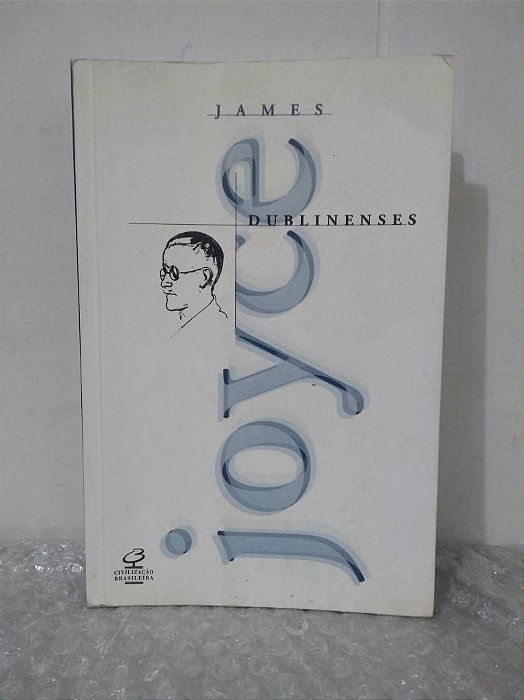 JAMES
joyce
DUBLINENSES
CIVILIZAÇÃO
BRASILEIRA